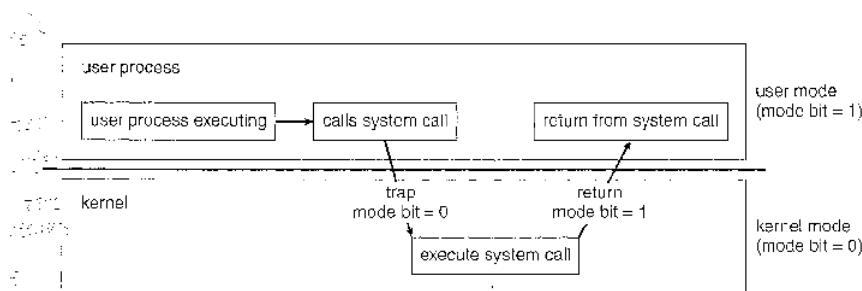 user process
user process executing
calls system call
return from system call
user mode
(mode bit = 1)
trap
mode bit = 0
return
mode bit = 1
kernel
execute system call
kernel mode
(mode bit = 0)